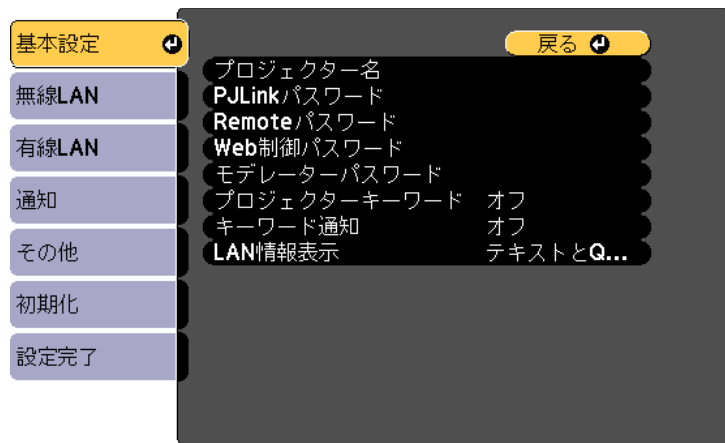 基本設定
無線LAN
有線LAN
通知
その他
初期化
設定完了
戻る
プロジェクター名
PJLinkパスワード
Remoteパスワード
Web制御パスワード
モデレーターパスワード
プロジェクターキーワード オフ
キーワード通知 オフ
LAN情報表示 テキストとQ...